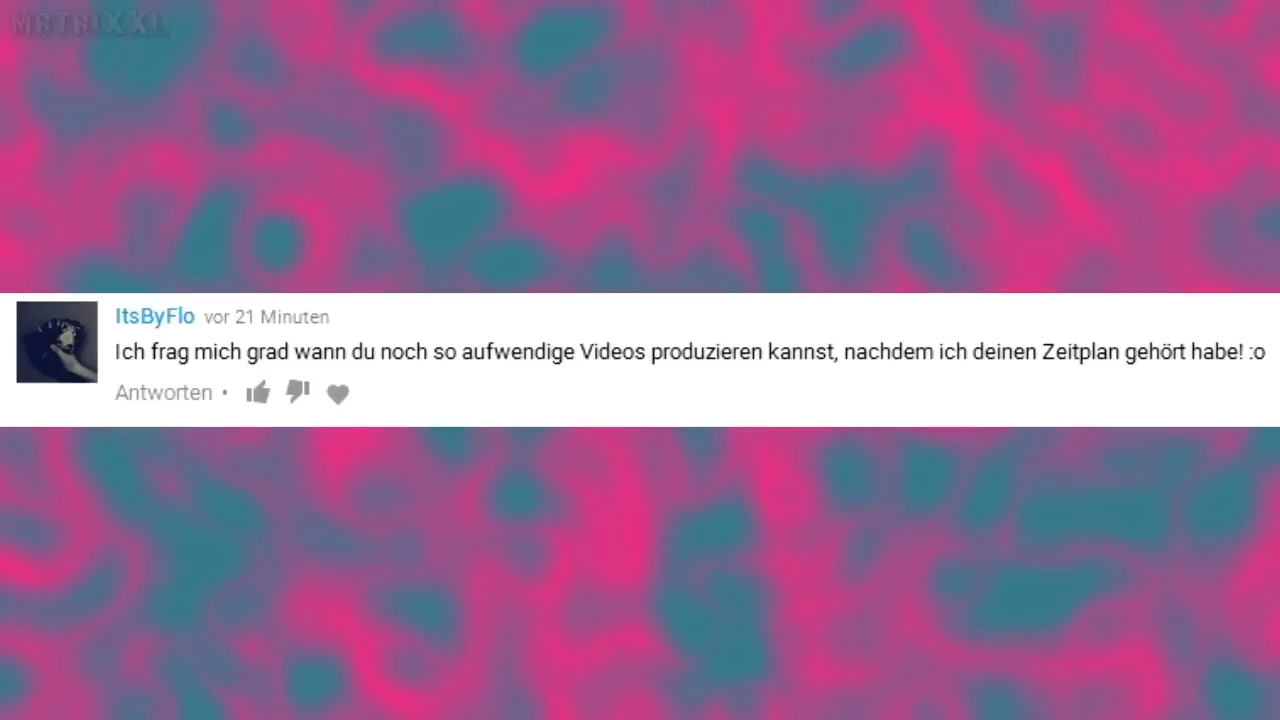 MRTRIXXL
ItsByFlo vor 21 Minuten
Ich frag mich grad wann du noch so aufwendige Videos produzieren kannst, nachdem ich deinen Zeitplan gehört habe! :o
Antworten •